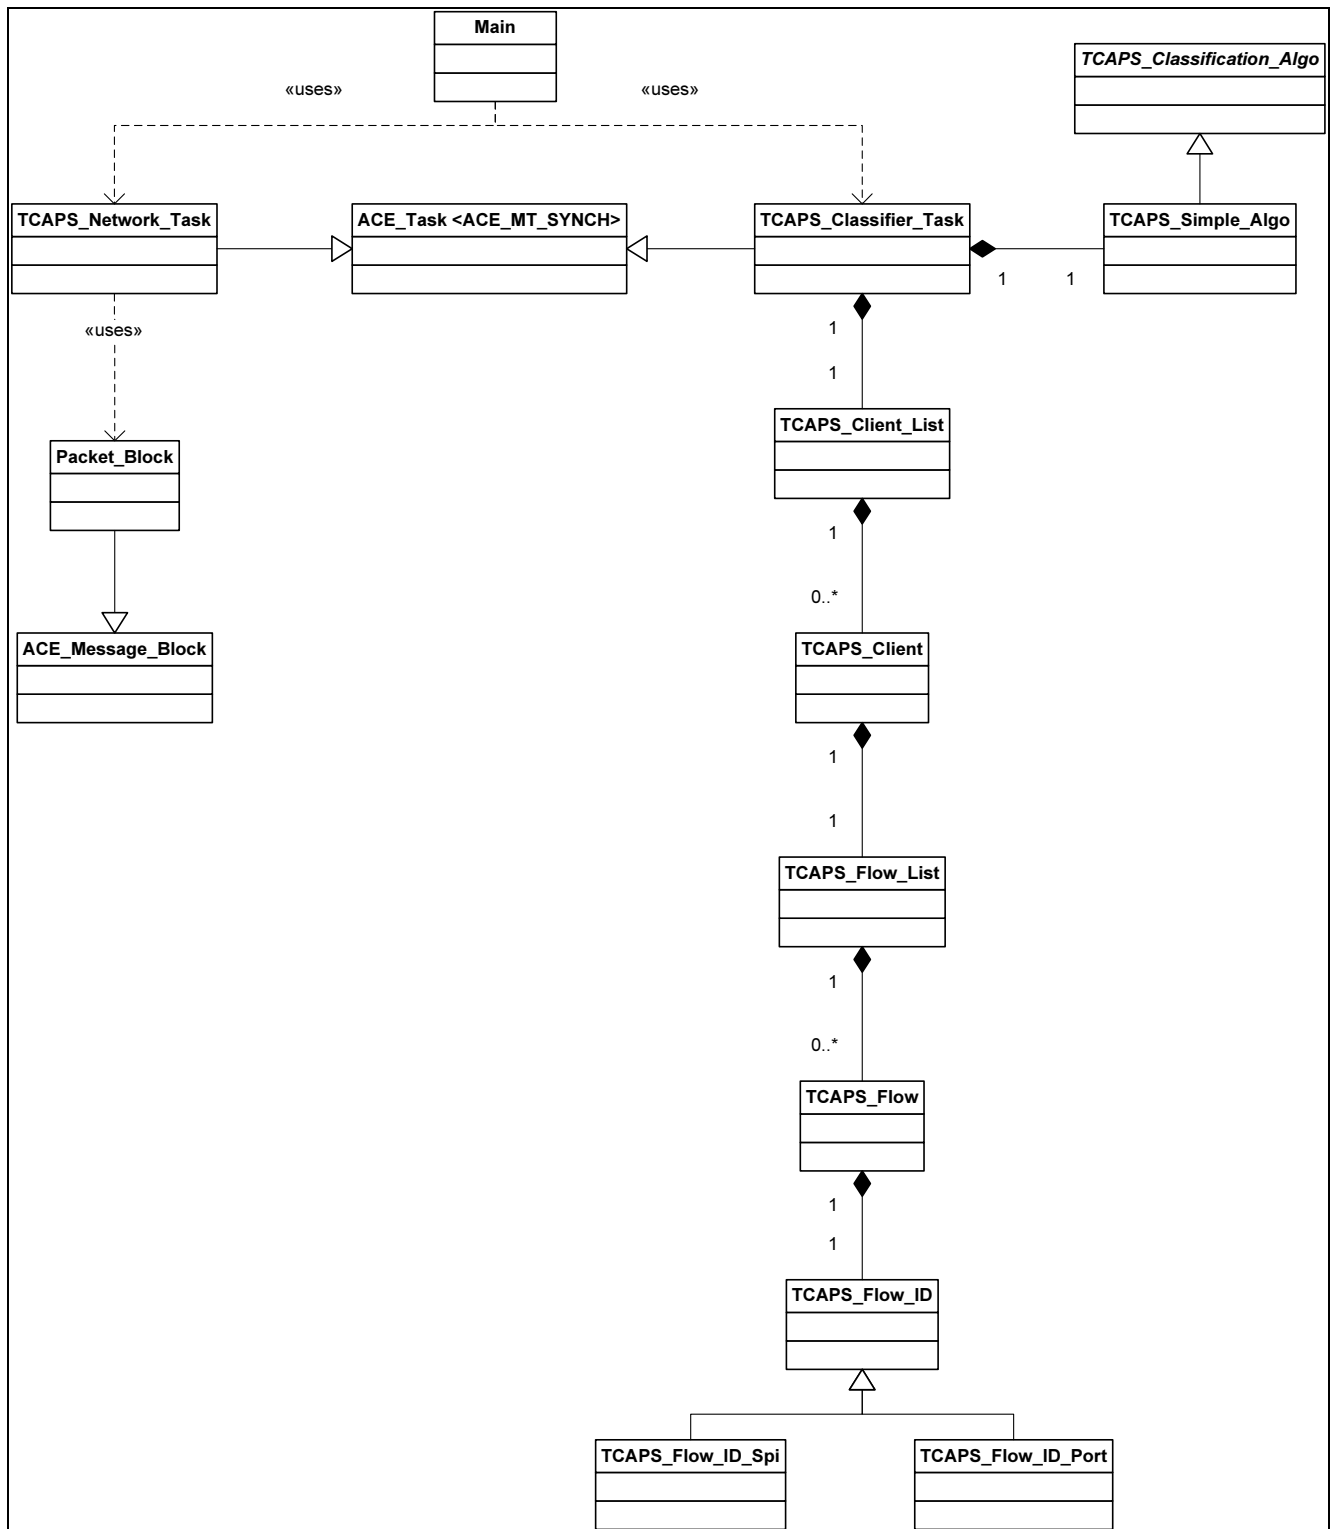 Main
TCAPS_Classification_Algo
«uses»
«uses»
TCAPS_Network_Task
ACE_Task <ACE_MT_SYNCH>
TCAPS_Classifier_Task
TCAPS_Simple_Algo
1
1
«uses»
1
1
TCAPS_Client_List
Packet_Block
1
0..*
ACE_Message_Block
TCAPS_Client
1
1
TCAPS_Flow_List
1
0..*
TCAPS_Flow
1
1
TCAPS_Flow_ID
TCAPS_Flow_ID_Spi
TCAPS_Flow_ID_Port